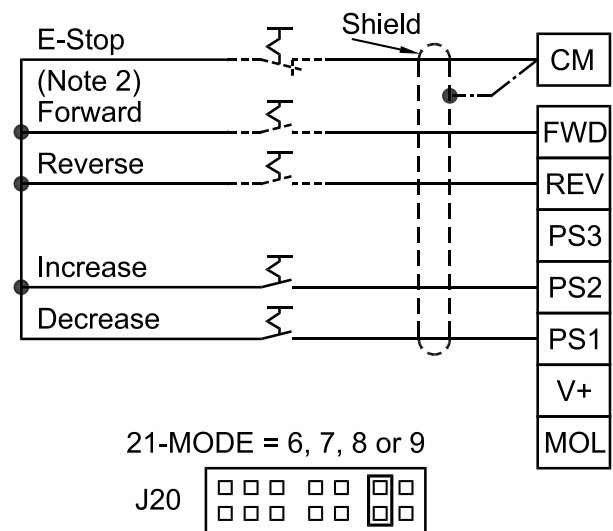 Shield
E-Stop
CM
(Note 2)
Forward
FWD
Reverse
REV
PS3
Increase
PS2
Decrease
PS1
V+
MOL
21-MODE = 6, 7, 8 or 9
J20